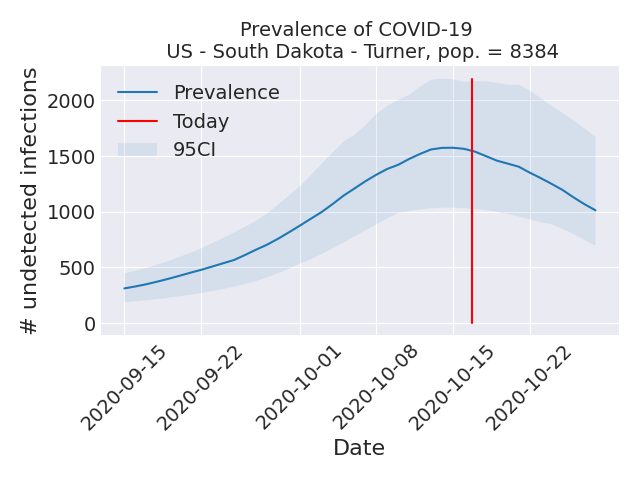 Prevalence of COVID-19
US - South Dakota - Turner, pop. = 8384
# undetected infections
2000
1500
1000
500
0
Prevalence
Today
95CI
2020-09-15
2020-09-22
2020-10-01
2020-10-08
2020-10-15
2020-10-22
Date